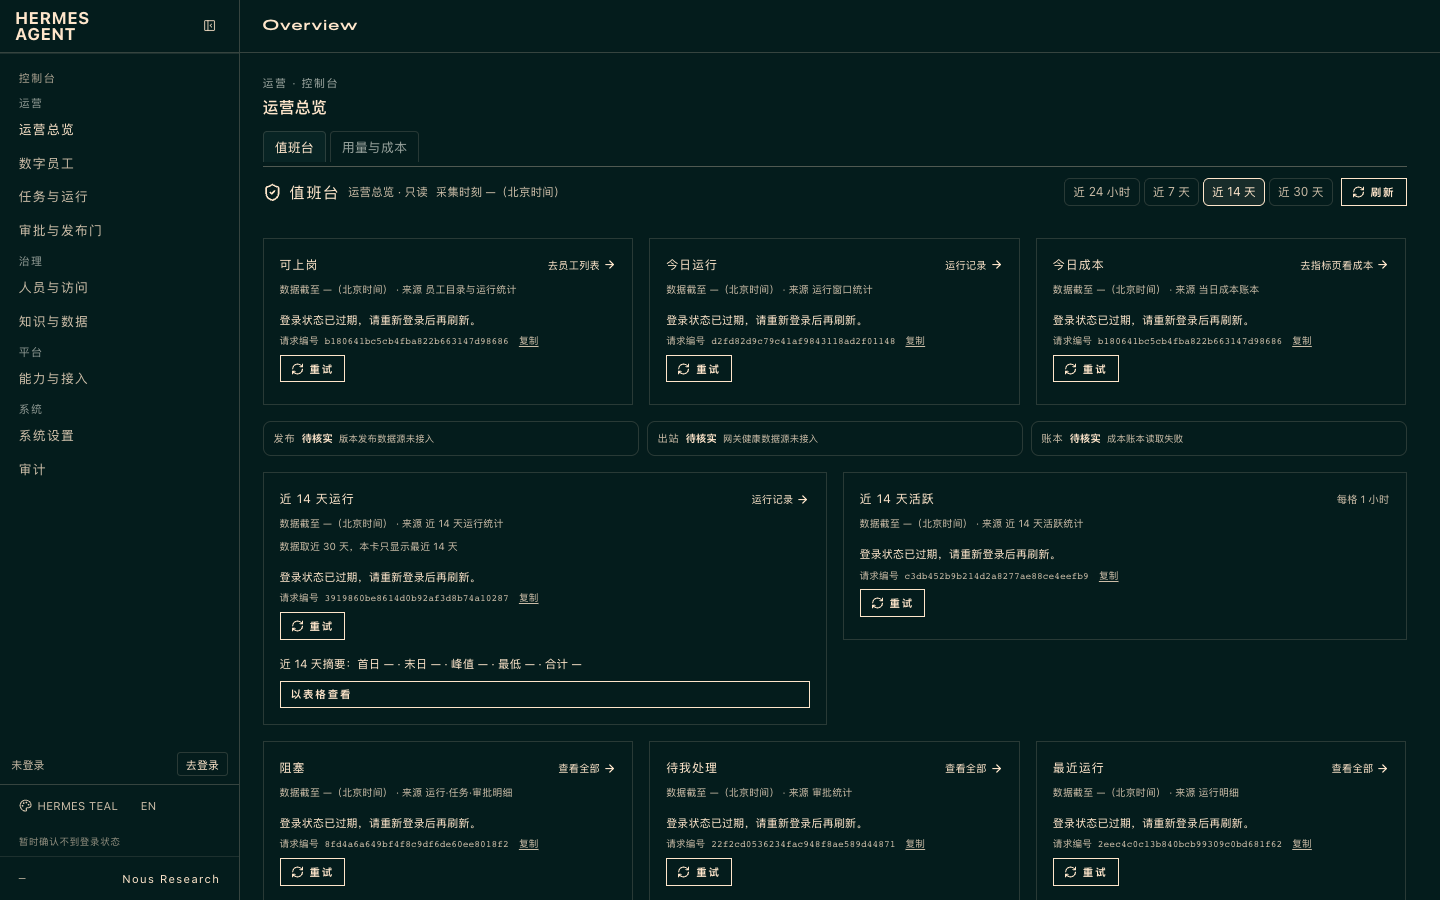 HERMES
AGENT
控制台
运营
运营总览
数字员工
任务与运行
审批与发布门
治理
人员与访问
知识与数据
平台
能力与接入
系统
系统设置
审计
未登录 去登录
HERMES TEAL EN
暂时确认不到登录状态
— Nous Research
Overview
运营 · 控制台
运营总览
值班台 用量与成本
值班台 运营总览 · 只读 采集时刻 —（北京时间） 近 24 小时 近 7 天 近 14 天 近 30 天 刷新
可上岗 去员工列表 →
数据截至 —（北京时间） · 来源 员工目录与运行统计
登录状态已过期，请重新登录后再刷新。
请求编号 b180641bc5cb4fba822b663147d98686 复制
重试
今日运行 运行记录 →
数据截至 —（北京时间） · 来源 运行窗口统计
登录状态已过期，请重新登录后再刷新。
请求编号 d2fd82d9c79c41af9843118ad2f01148 复制
重试
今日成本 去指标页看成本 →
数据截至 —（北京时间） · 来源 当日成本账本
登录状态已过期，请重新登录后再刷新。
请求编号 b180641bc5cb4fba822b663147d98686 复制
重试
发布 待核实 版本发布数据源未接入
出站 待核实 网关健康数据源未接入
账本 待核实 成本账本读取失败
近 14 天运行 运行记录 →
数据截至 —（北京时间） · 来源 近 14 天运行统计
数据取近 30 天，本卡只显示最近 14 天
登录状态已过期，请重新登录后再刷新。
请求编号 3919860be8614d0b92af3d8b74a10287 复制
重试
近 14 天摘要：首日 — · 末日 — · 峰值 — · 最低 — · 合计 —
以表格查看
近 14 天活跃 每格 1 小时
数据截至 —（北京时间） · 来源 近 14 天活跃统计
登录状态已过期，请重新登录后再刷新。
请求编号 c3db452b9b214d2a8277ae88ce4eefb9 复制
重试
阻塞 查看全部 →
数据截至 —（北京时间） · 来源 运行·任务·审批明细
登录状态已过期，请重新登录后再刷新。
请求编号 8fd4a6a649bf4f8c9df6de60ee8018f2 复制
重试
待我处理 查看全部 →
数据截至 —（北京时间） · 来源 审批统计
登录状态已过期，请重新登录后再刷新。
请求编号 22f2cd0536234fac948f8ae589d44871 复制
重试
最近运行 查看全部 →
数据截至 —（北京时间） · 来源 运行明细
登录状态已过期，请重新登录后再刷新。
请求编号 2eec4c0c13b840bcb99309c0bd681f62 复制
重试